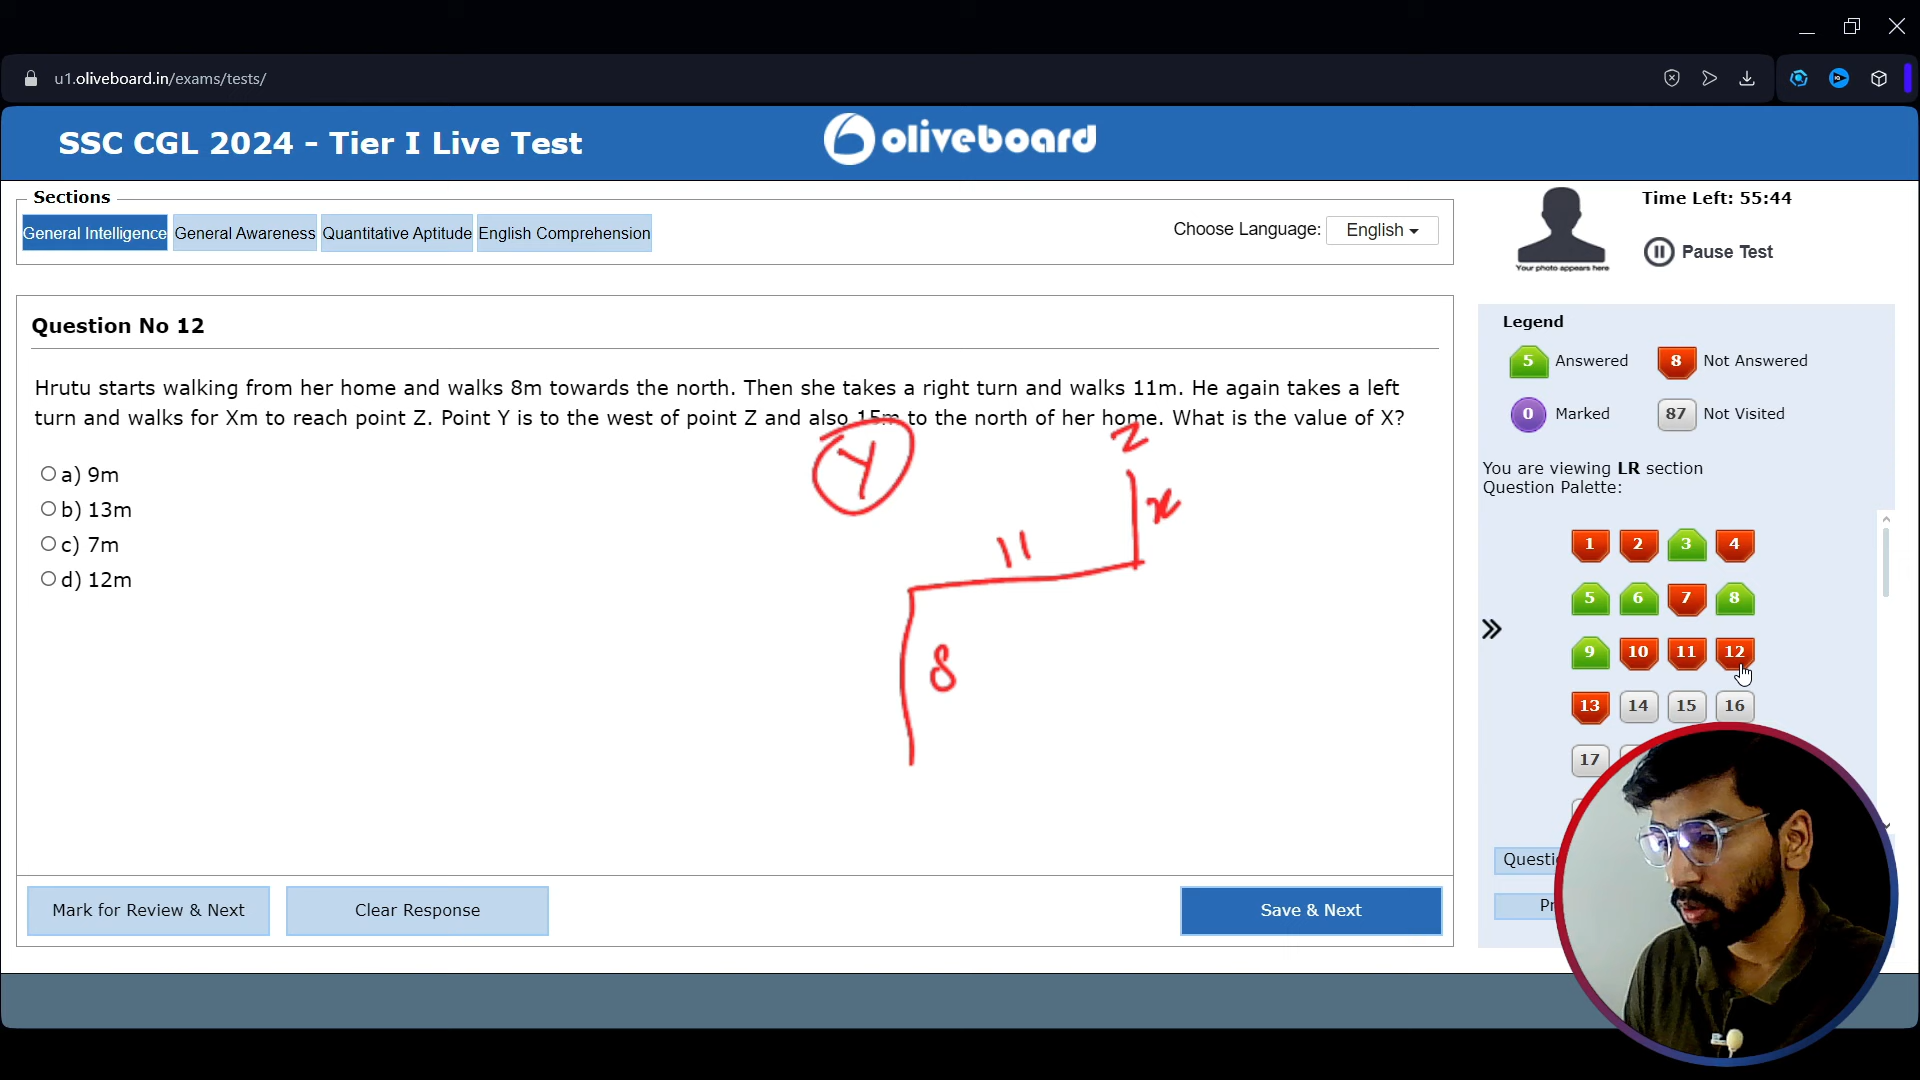 u1.oliveboard.in/exams/tests/
SSC CGL 2024 - Tier I Live Test
oliveboard
Sections
General Intelligence
General Awareness
Quantitative Aptitude
English Comprehension
Choose Language:
English
Your photo appears here
Time Left: 55:44
Pause Test
Question No 12
Hrutu starts walking from her home and walks 8m towards the north. Then she takes a right turn and walks 11m. He again takes a left
turn and walks for Xm to reach point Z. Point Y is to the west of point Z and also 15m to the north of her home. What is the value of X?
a) 9m
b) 13m
c) 7m
d) 12m
Y
Z
x
11
8
Legend
5 Answered
8 Not Answered
0 Marked
87 Not Visited
You are viewing LR section
Question Palette:
1 2 3 4
5 6 7 8
9 10 11 12
13 14 15 16
17
Mark for Review & Next
Clear Response
Save & Next